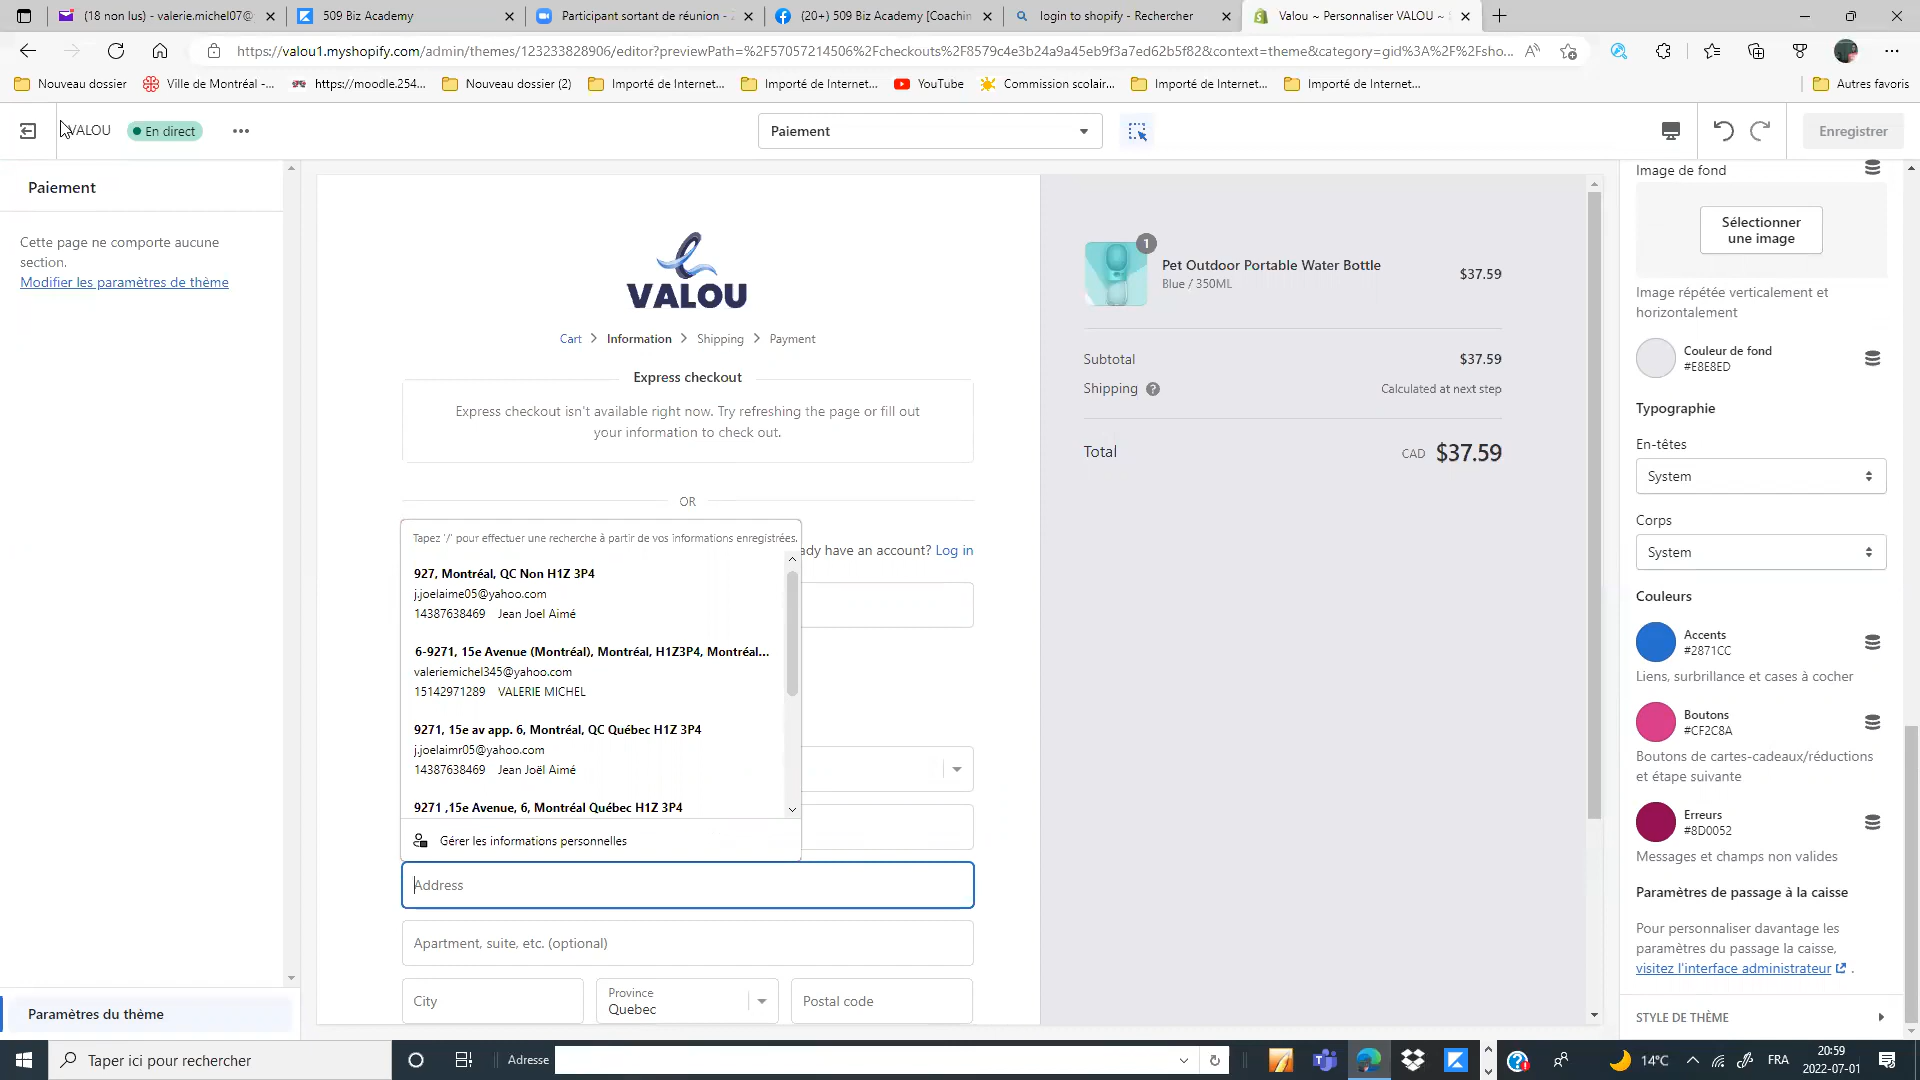 (18 non lus) - valerie.michel07@
509 Biz Academy
Participant sortant de réunion -
(20+) 509 Biz Academy [Coachin
login to shopify - Rechercher
Valou ~ Personnaliser VALOU ~
https://valou1.myshopify.com/admin/themes/123233828906/editor?previewPath=%2F57057214506%2Fcheckouts%2F8579c4e3b24a9a45eb9f3a7ed62b5f82&context=theme&category=gid%3A%2F%2Fsho...
Nouveau dossier
Ville de Montréal -...
https://moodle.254...
Nouveau dossier (2)
Importé de Internet...
Importé de Internet...
YouTube
Commission scolair...
Importé de Internet...
Importé de Internet...
Autres favoris
VALOU
En direct
Paiement
Enregistrer
Paiement
Cette page ne comporte aucune
section.
Modifier les paramètres de thème
Paramètres du thème
VALOU
Cart > Information > Shipping > Payment
Express checkout
Express checkout isn't available right now. Try refreshing the page or fill out
your information to check out.
OR
ady have an account? Log in
Tapez '/' pour effectuer une recherche à partir de vos informations enregistrées.
927, Montréal, QC Non H1Z 3P4
j.joelaime05@yahoo.com
14387638469 Jean Joel Aimé
6-9271, 15e Avenue (Montréal), Montréal, H1Z3P4, Montréal...
valeriemichel345@yahoo.com
15142971289 VALERIE MICHEL
9271, 15e av app. 6, Montréal, QC Québec H1Z 3P4
j.joelaimr05@yahoo.com
14387638469 Jean Joël Aimé
9271 ,15e Avenue, 6, Montréal Québec H1Z 3P4
Gérer les informations personnelles
Address
Apartment, suite, etc. (optional)
City
Province
Quebec
Postal code
1
Pet Outdoor Portable Water Bottle
Blue / 350ML
$37.59
Subtotal
$37.59
Shipping ?
Calculated at next step
Total
CAD $37.59
Image de fond
Sélectionner
une image
Image répétée verticalement et
horizontalement
Couleur de fond
#E8E8ED
Typographie
En-têtes
System
Corps
System
Couleurs
Accents
#2871CC
Liens, surbrillance et cases à cocher
Boutons
#CF2C8A
Boutons de cartes-cadeaux/réductions
et étape suivante
Erreurs
#8D0052
Messages et champs non valides
Paramètres de passage à la caisse
Pour personnaliser davantage les
paramètres du passage la caisse,
visitez l'interface administrateur .
STYLE DE THÈME
Taper ici pour rechercher
Adresse
14°C
FRA
20:59
2022-07-01